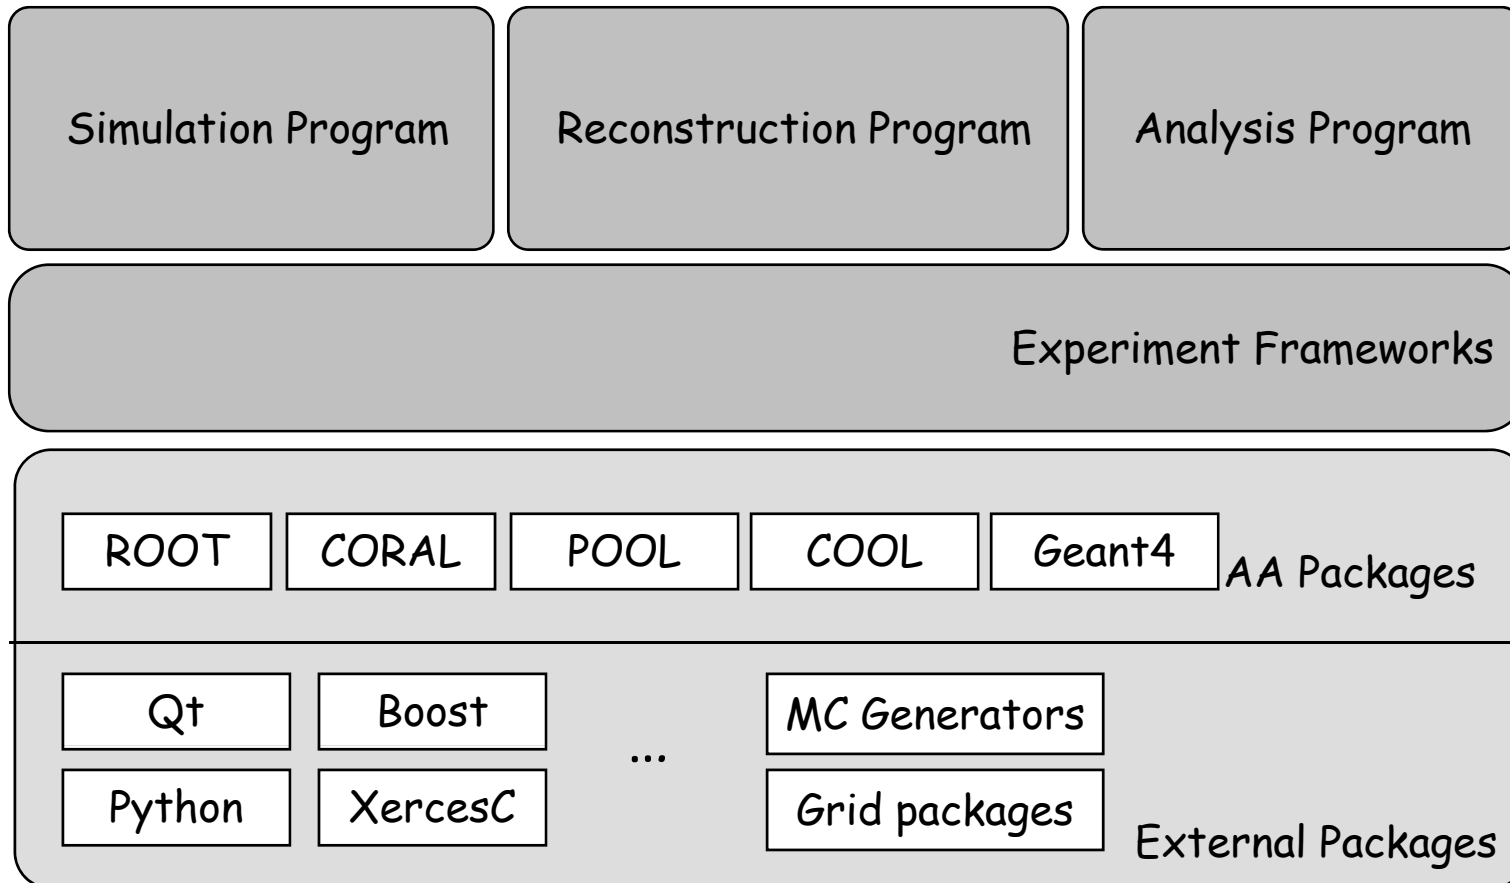 Simulation Program
Reconstruction Program
Analysis Program
Experiment Frameworks
ROOT
CORAL
POOL
COOL
Geant4
AA Packages
Qt
Boost
...
MC Generators
Python
XercesC
Grid packages
External Packages